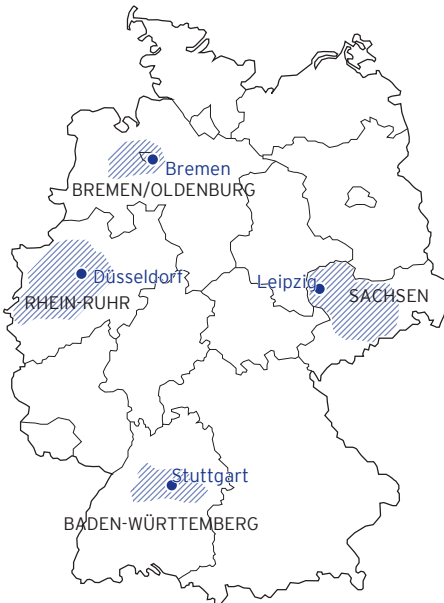 Bremen
BREMEN/OLDENBURG
Düsseldorf
RHEIN-RUHR
Leipzig
SACHSEN
Stuttgart
BADEN-WÜRTTEMBERG